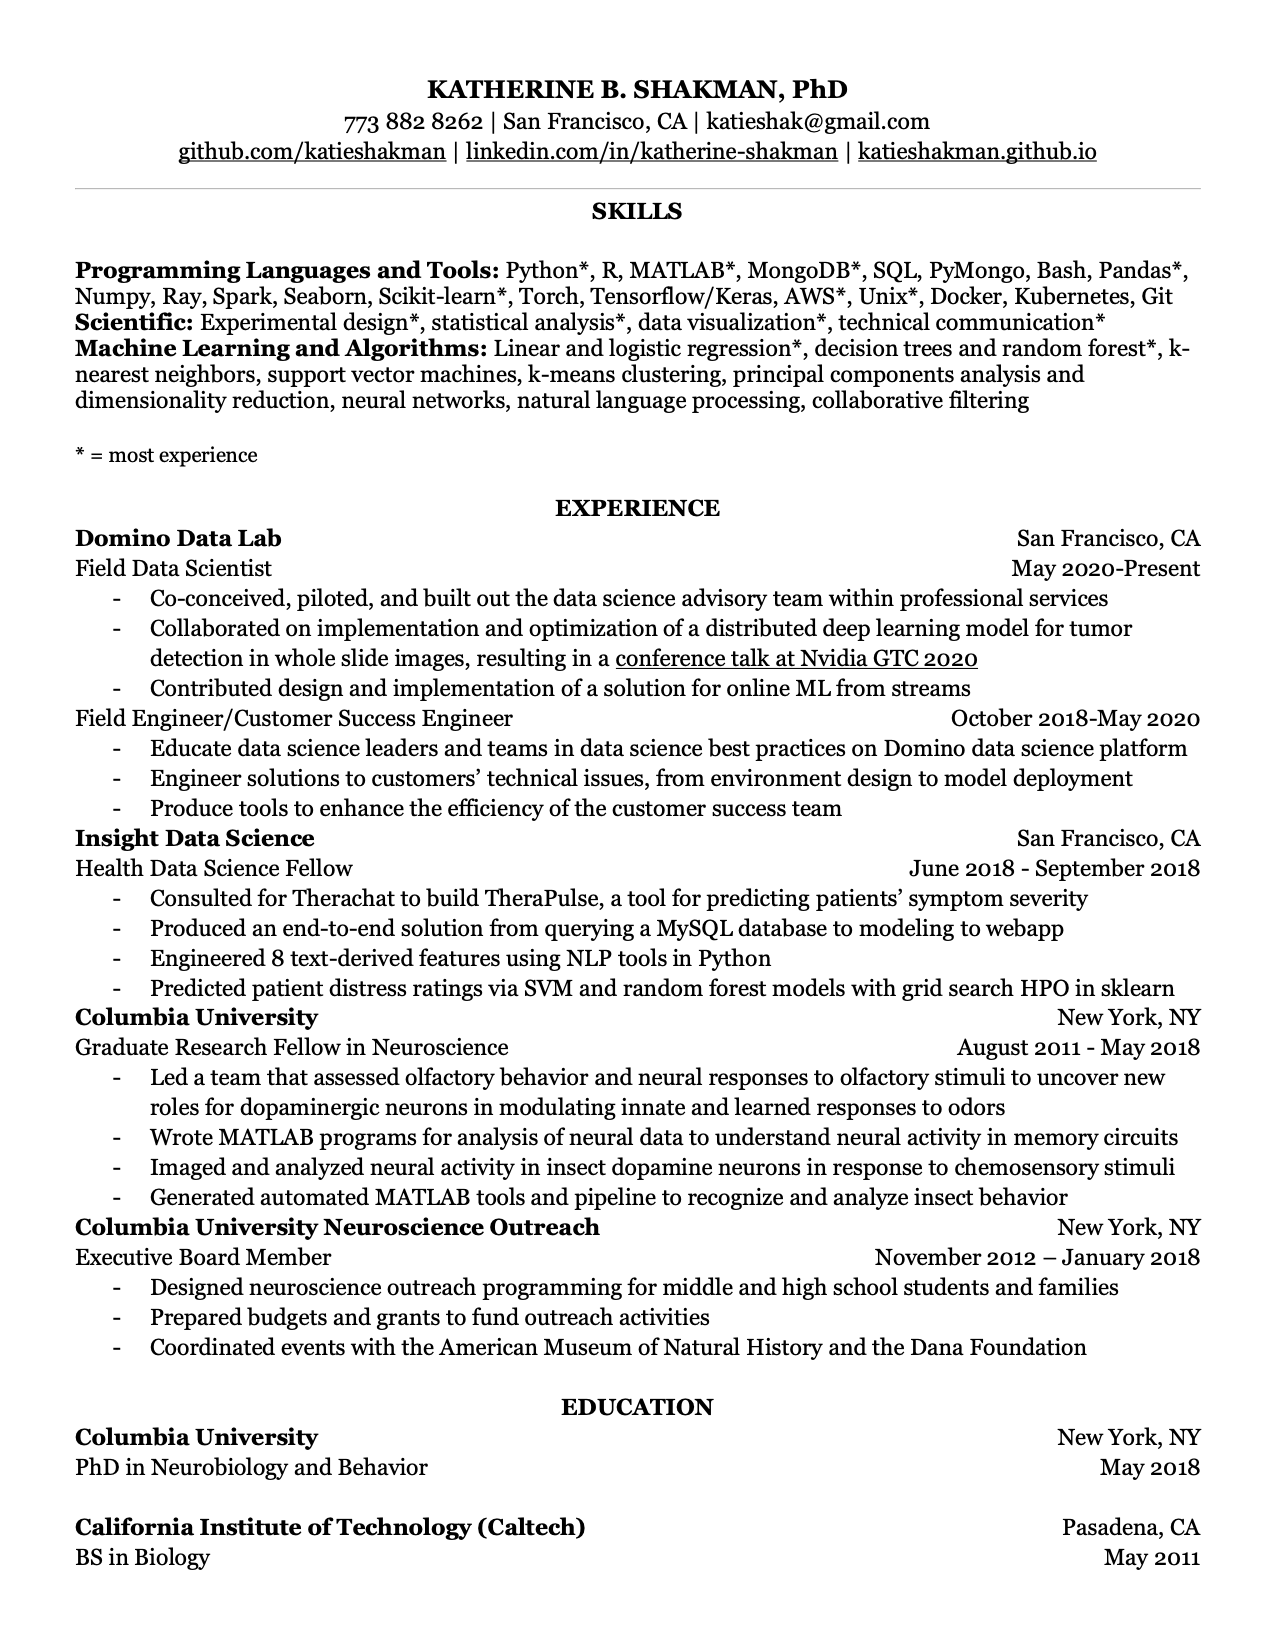 KATHERINE B. SHAKMAN, PhD
773 882 8262 | San Francisco, CA | katieshak@gmail.com
github.com/katieshakman | linkedin.com/in/katherine-shakman | katieshakman.github.io
SKILLS
Programming Languages and Tools: Python*, R, MATLAB*, MongoDB*, SQL, PyMongo, Bash, Pandas*,
Numpy, Ray, Spark, Seaborn, Scikit-learn*, Torch, Tensorflow/Keras, AWS*, Unix*, Docker, Kubernetes, Git
Scientific: Experimental design*, statistical analysis*, data visualization*, technical communication*
Machine Learning and Algorithms: Linear and logistic regression*, decision trees and random forest*, k-
nearest neighbors, support vector machines, k-means clustering, principal components analysis and
dimensionality reduction, neural networks, natural language processing, collaborative filtering
* = most experience
EXPERIENCE
Domino Data Lab San Francisco, CA
Field Data Scientist May 2020-Present
- Co-conceived, piloted, and built out the data science advisory team within professional services
- Collaborated on implementation and optimization of a distributed deep learning model for tumor
detection in whole slide images, resulting in a conference talk at Nvidia GTC 2020
- Contributed design and implementation of a solution for online ML from streams
Field Engineer/Customer Success Engineer October 2018-May 2020
- Educate data science leaders and teams in data science best practices on Domino data science platform
- Engineer solutions to customers’ technical issues, from environment design to model deployment
- Produce tools to enhance the efficiency of the customer success team
Insight Data Science San Francisco, CA
Health Data Science Fellow June 2018 - September 2018
- Consulted for Therachat to build TheraPulse, a tool for predicting patients’ symptom severity
- Produced an end-to-end solution from querying a MySQL database to modeling to webapp
- Engineered 8 text-derived features using NLP tools in Python
- Predicted patient distress ratings via SVM and random forest models with grid search HPO in sklearn
Columbia University New York, NY
Graduate Research Fellow in Neuroscience August 2011 - May 2018
- Led a team that assessed olfactory behavior and neural responses to olfactory stimuli to uncover new
roles for dopaminergic neurons in modulating innate and learned responses to odors
- Wrote MATLAB programs for analysis of neural data to understand neural activity in memory circuits
- Imaged and analyzed neural activity in insect dopamine neurons in response to chemosensory stimuli
- Generated automated MATLAB tools and pipeline to recognize and analyze insect behavior
Columbia University Neuroscience Outreach New York, NY
Executive Board Member November 2012 – January 2018
- Designed neuroscience outreach programming for middle and high school students and families
- Prepared budgets and grants to fund outreach activities
- Coordinated events with the American Museum of Natural History and the Dana Foundation
EDUCATION
Columbia University New York, NY
PhD in Neurobiology and Behavior May 2018
California Institute of Technology (Caltech) Pasadena, CA
BS in Biology May 2011